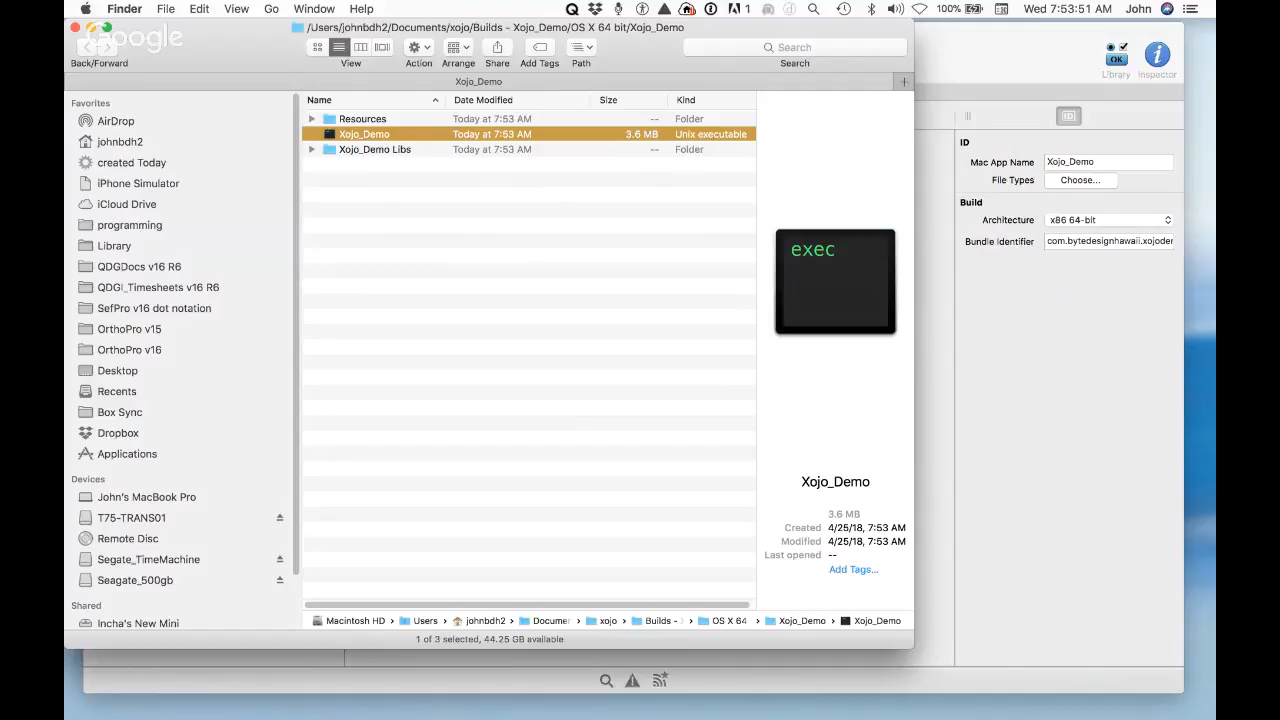 Finder File Edit View Go Window Help
100% Wed 7:53:51 AM John
Google
/Users/johnbdh2/Documents/xojo/Builds - Xojo_Demo/OS X 64 bit/Xojo_Demo
Search
Back/Forward View Action Arrange Share Add Tags Path Search
OK
Library Inspector
Xojo_Demo
Favorites
AirDrop
johnbdh2
created Today
iPhone Simulator
iCloud Drive
programming
Library
QDGDocs v16 R6
QDGI_Timesheets v16 R6
SefPro v16 dot notation
OrthoPro v15
OrthoPro v16
Desktop
Recents
Box Sync
Dropbox
Applications
Devices
John's MacBook Pro
T75-TRANS01
Remote Disc
Segate_TimeMachine
Seagate_500gb
Shared
Incha's New Mini
Name Date Modified Size Kind
Resources Today at 7:53 AM -- Folder
Xojo_Demo Today at 7:53 AM 3.6 MB Unix executable
Xojo_Demo Libs Today at 7:53 AM -- Folder
exec
Xojo_Demo
3.6 MB
Created 4/25/18, 7:53 AM
Modified 4/25/18, 7:53 AM
Last opened --
Add Tags...
Macintosh HD › Users › johnbdh2 › Documen › xojo › Builds - › OS X 64 › Xojo_Demo › Xojo_Demo
1 of 3 selected, 44.25 GB available
ID
ID
Mac App Name Xojo_Demo
File Types Choose...
Build
Architecture x86 64-bit
Bundle Identifier com.bytedesignhawaii.xojoder